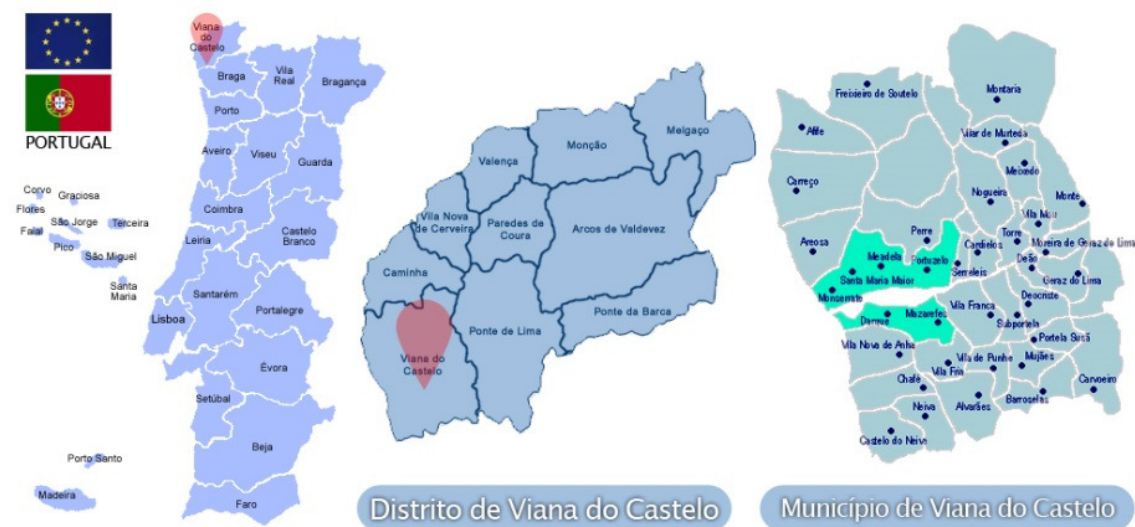 PORTUGAL
Viana
do
Castelo
Braga
Vila
Real
Bragança
Porto
Aveiro
Viseu
Guarda
Coimbra
Castelo
Branco
Leiria
Santarém
Lisboa
Portalegre
Évora
Setúbal
Beja
Faro
Corvo
Graciosa
Flores
São Jorge
Terceira
Faial
Pico
São Miguel
Santa
Maria
Porto Santo
Madeira
Melgaço
Monção
Valença
Vila Nova
de Cerveira
Paredes de
Coura
Arcos de Valdevez
Caminha
Ponte da Barca
Ponte de Lima
Viana do
Castelo
Distrito de Viana do Castelo
Freixieiro de Soutelo
Montaria
Afife
Vilar de Murteda
Meixedo
Carreço
Nogueira
Monte
Vila Mou
Areosa
Perre
Cardielos
Torre
Moreira de Geraz do Lima
Meadela
Portuzelo
Serreleis
Deão
Santa Maria Maior
Geraz do Lima
Monserrate
Deocriste
Vila Franca
Darque
Mazarefes
Subportela
Portela Susã
Vila Nova de Anha
Vila de Punhe
Mujães
Vila Fria
Chafé
Carvoeiro
Alvarães
Barroselas
Neiva
Castelo do Neiva
Município de Viana do Castelo